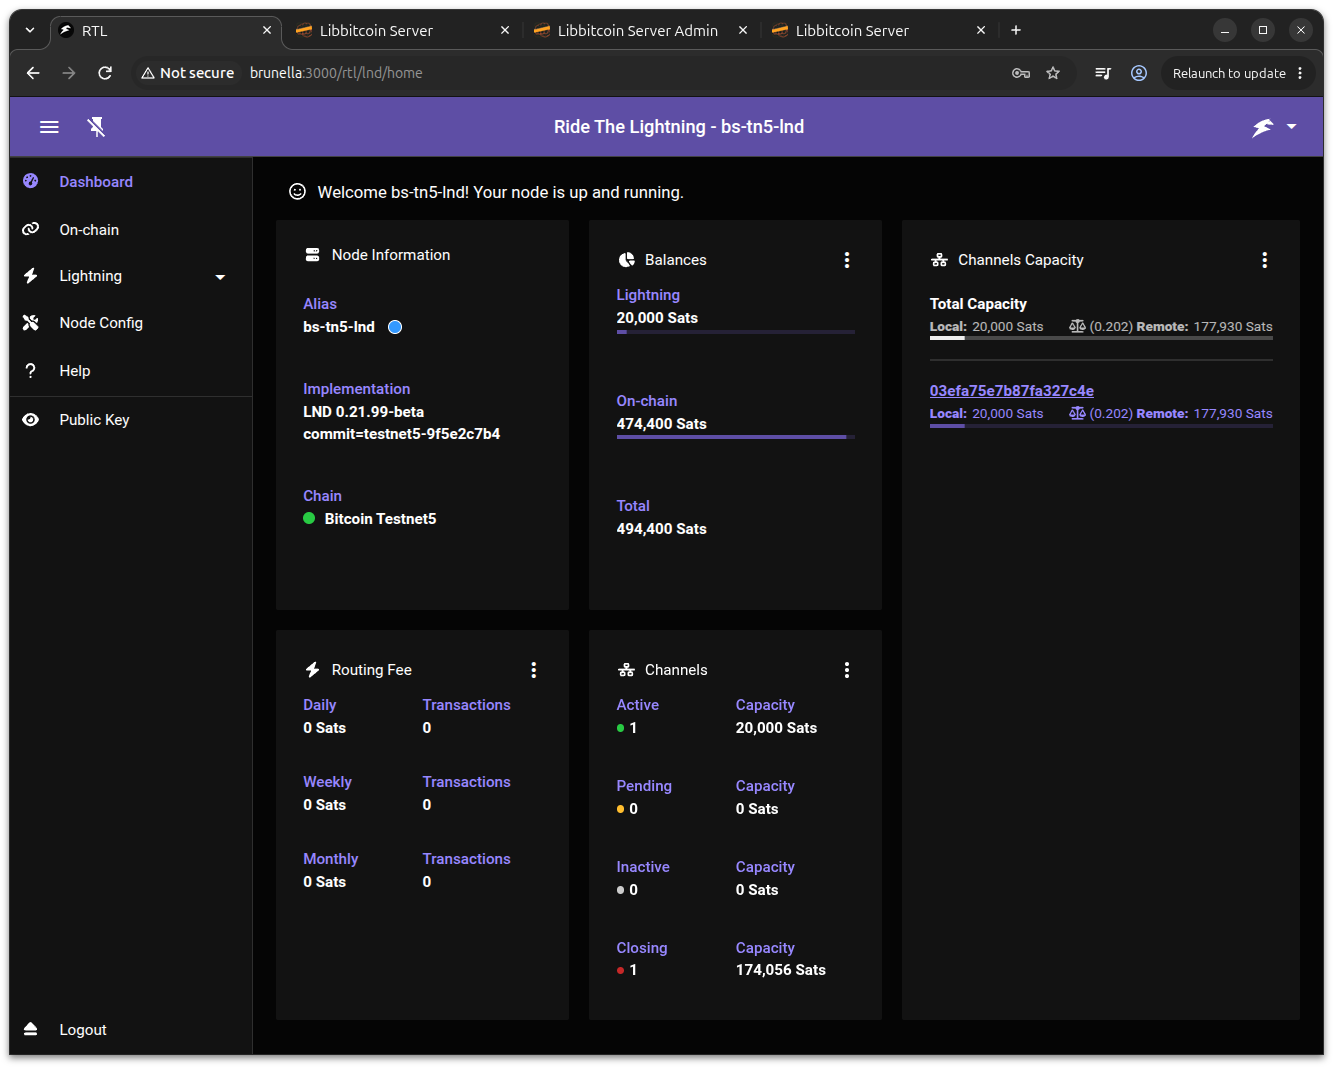 RTL
Libbitcoin Server
Libbitcoin Server Admin
Libbitcoin Server
Not secure brunella:3000/rtl/lnd/home
Relaunch to update
Ride The Lightning - bs-tn5-lnd
Dashboard
On-chain
Lightning
Node Config
Help
Public Key
Logout
Welcome bs-tn5-lnd! Your node is up and running.
Node Information
Alias
bs-tn5-lnd
Implementation
LND 0.21.99-beta
commit=testnet5-9f5e2c7b4
Chain
Bitcoin Testnet5
Balances
Lightning
20,000 Sats
On-chain
474,400 Sats
Total
494,400 Sats
Channels Capacity
Total Capacity
Local: 20,000 Sats (0.202) Remote: 177,930 Sats
03efa75e7b87fa327c4e
Local: 20,000 Sats (0.202) Remote: 177,930 Sats
Routing Fee
Daily Transactions
0 Sats 0
Weekly Transactions
0 Sats 0
Monthly Transactions
0 Sats 0
Channels
Active Capacity
1 20,000 Sats
Pending Capacity
0 0 Sats
Inactive Capacity
0 0 Sats
Closing Capacity
1 174,056 Sats